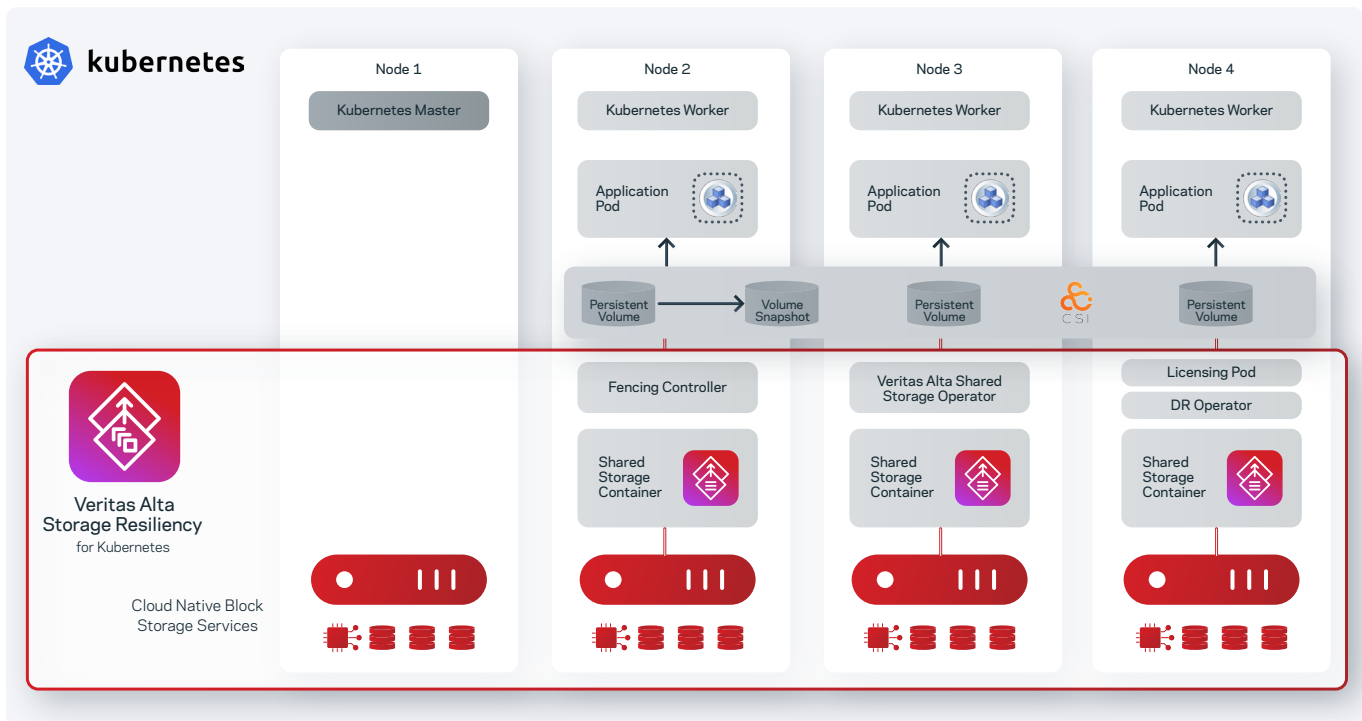 kubernetes
Node 1
Kubernetes Master
Node 2
Kubernetes Worker
Application
Pod
Node 3
Kubernetes Worker
Application
Pod
Node 4
Kubernetes Worker
Application
Pod
Persistent
Volume
Volume
Snapshot
Persistent
Volume
CSI
Persistent
Volume
Veritas Alta
Storage Resiliency
for Kubernetes
Cloud Native Block
Storage Services
Fencing Controller
Shared
Storage
Container
Veritas Alta Shared
Storage Operator
Shared
Storage
Container
Licensing Pod
DR Operator
Shared
Storage
Container